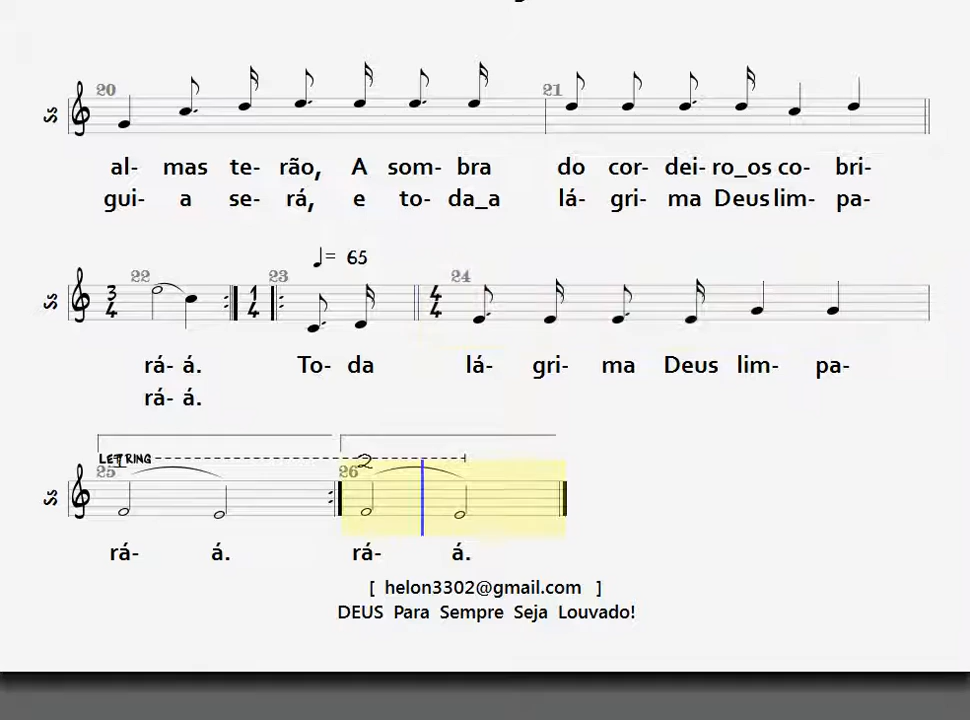 20 21
Ss
al- mas te- rão, A som- bra do cor- dei- ro_os co- bri-
gui- a se- rá, e to- da_a lá- gri- ma Deus lim- pa-
♩= 65
22 23 24
Ss 3/4 1/4 4/4
rá- á. To- da lá- gri- ma Deus lim- pa-
rá- á.
LET RING 1 2
25 26
Ss
rá- á. rá- á.
[ helon3302@gmail.com ]
DEUS Para Sempre Seja Louvado!